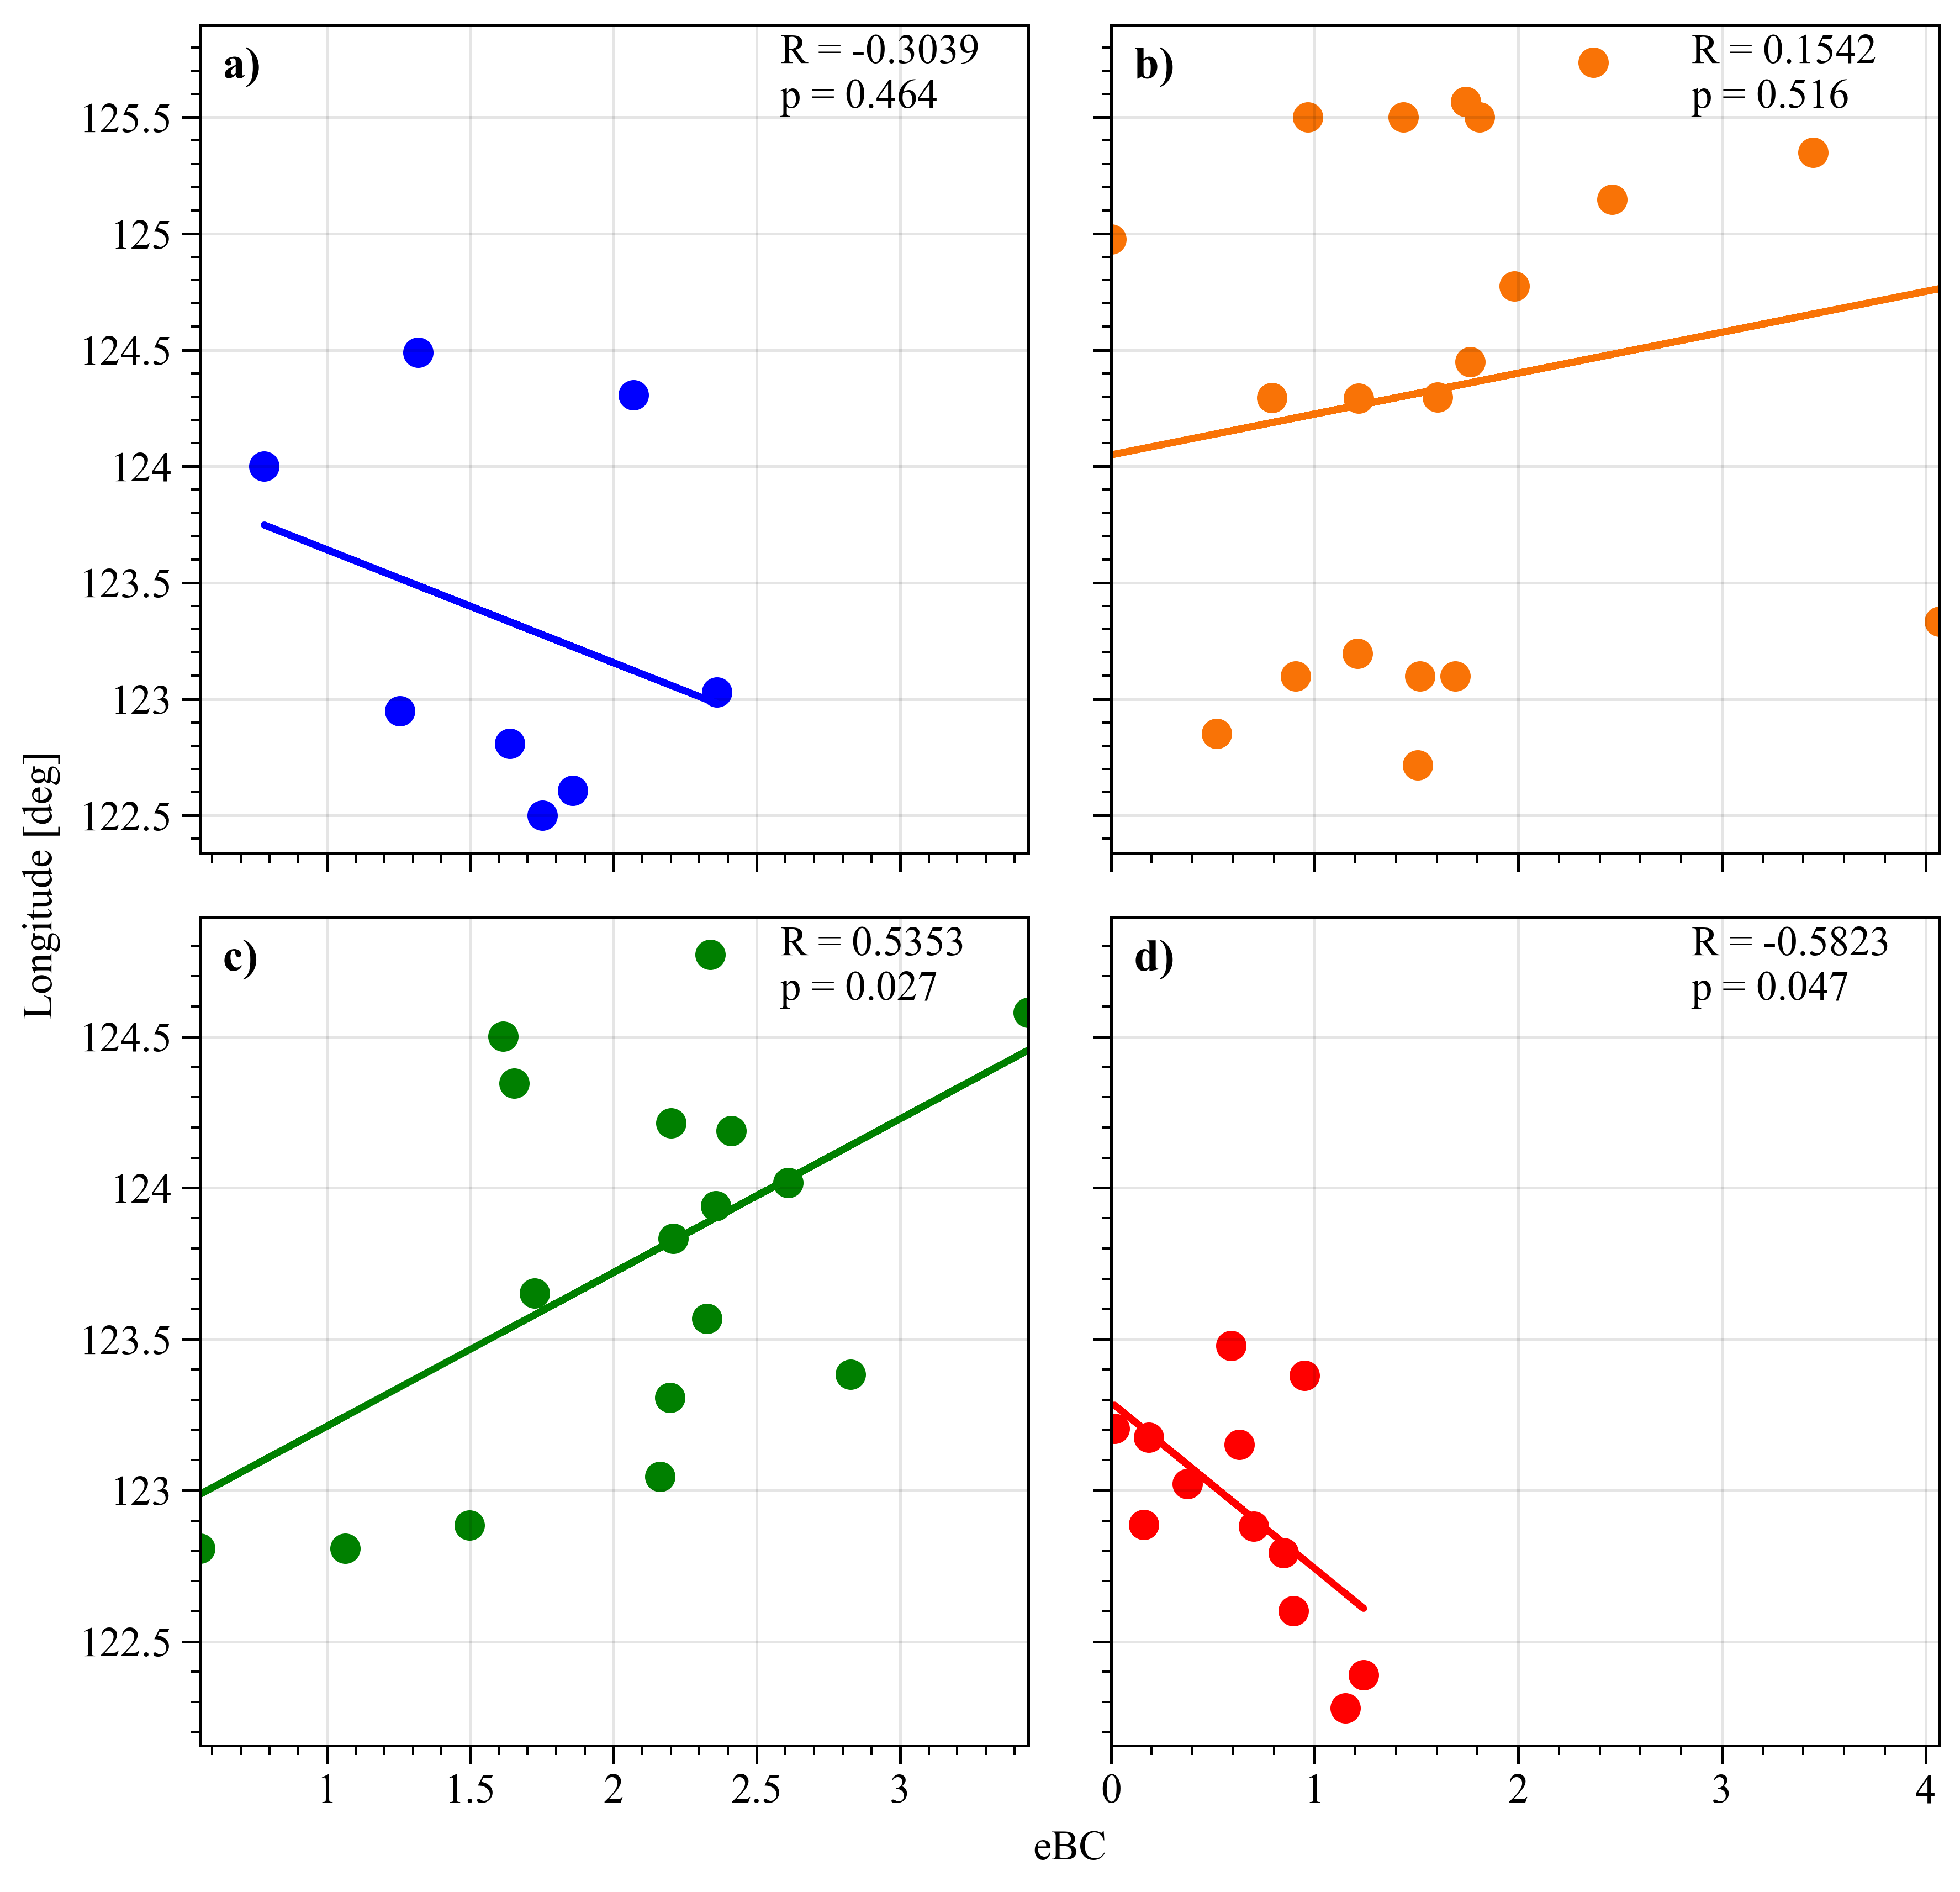 a)
R = -0.3039
p = 0.464
b)
R = 0.1542
p = 0.516
125.5
125
124.5
124
123.5
123
122.5
Longitude [deg]
c)
R = 0.5353
p = 0.027
d)
R = -0.5823
p = 0.047
124.5
124
123.5
123
122.5
1 1.5 2 2.5 3
0 1 2 3 4
eBC